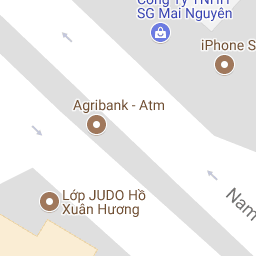 Công Ty TNHH
SG Mai Nguyên
iPhone S
Agribank - Atm
Lớp JUDO Hồ
Xuân Hương
Nam